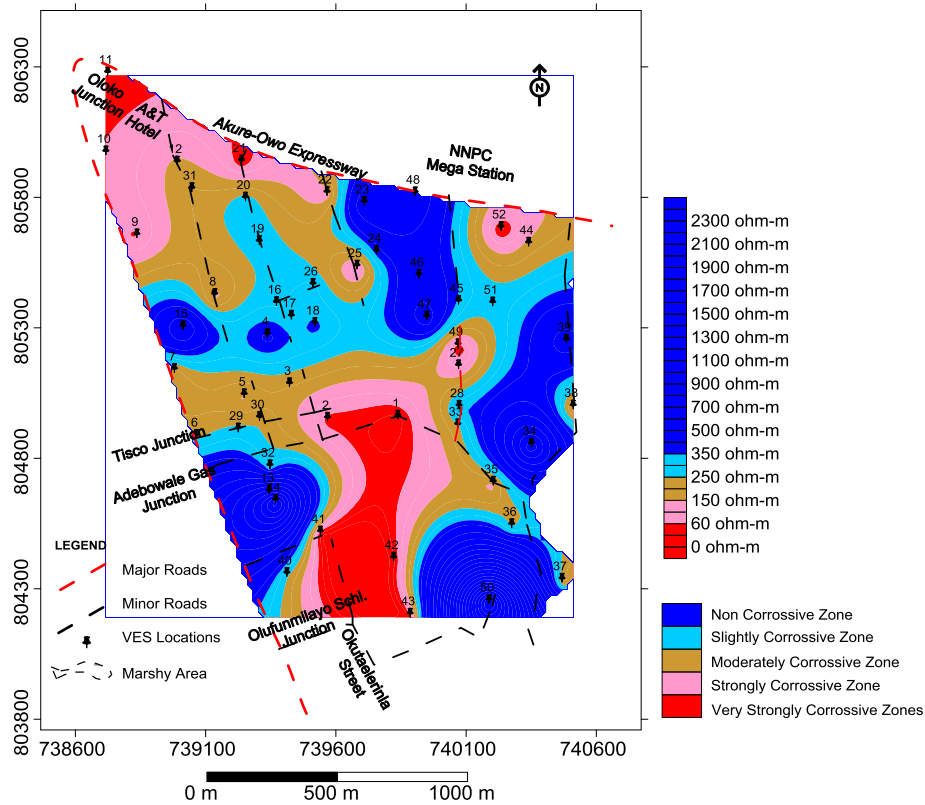 806300
805800
805300
804800
804300
803800
738600
739100
739600
740100
740600
0 m
500 m
1000 m
N
Oloko
Junction
A&T
Hotel
Akure-Owo Expressway
NNPC
Mega Station
Tisco Junction
Adebowale Gas
Junction
Olufunmilayo Schl.
Junction
Okutaelerinla
Street
11
10
12
31
9
8
20
22
23
48
52
44
19
25
26
46
16
17
18
4
15
7
47
45
51
49
5
3
30
29
6
2
1
28
38
34
35
36
37
32
41
42
43
50
LEGEND
Major Roads
Minor Roads
VES Locations
Marshy Area
2300 ohm-m
2100 ohm-m
1900 ohm-m
1700 ohm-m
1500 ohm-m
1300 ohm-m
1100 ohm-m
900 ohm-m
700 ohm-m
500 ohm-m
350 ohm-m
250 ohm-m
150 ohm-m
60 ohm-m
0 ohm-m
Non Corrossive Zone
Slightly Corrossive Zone
Moderately Corrossive Zone
Strongly Corrossive Zone
Very Strongly Corrossive Zones